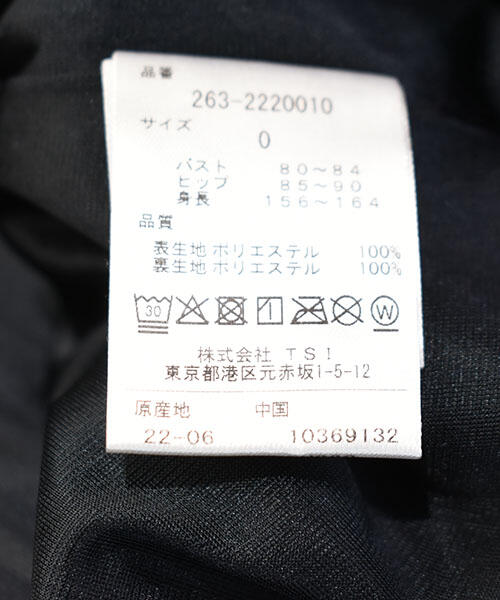 品番
263-2220010
サイズ
0
バスト 80～84
ヒップ 85～90
身長 156～164
品質
表生地 ポリエステル 100%
裏生地 ポリエステル 100%
30
W
株式会社 TSI
東京都港区元赤坂1-5-12
原産地 中国
22-06 10369132